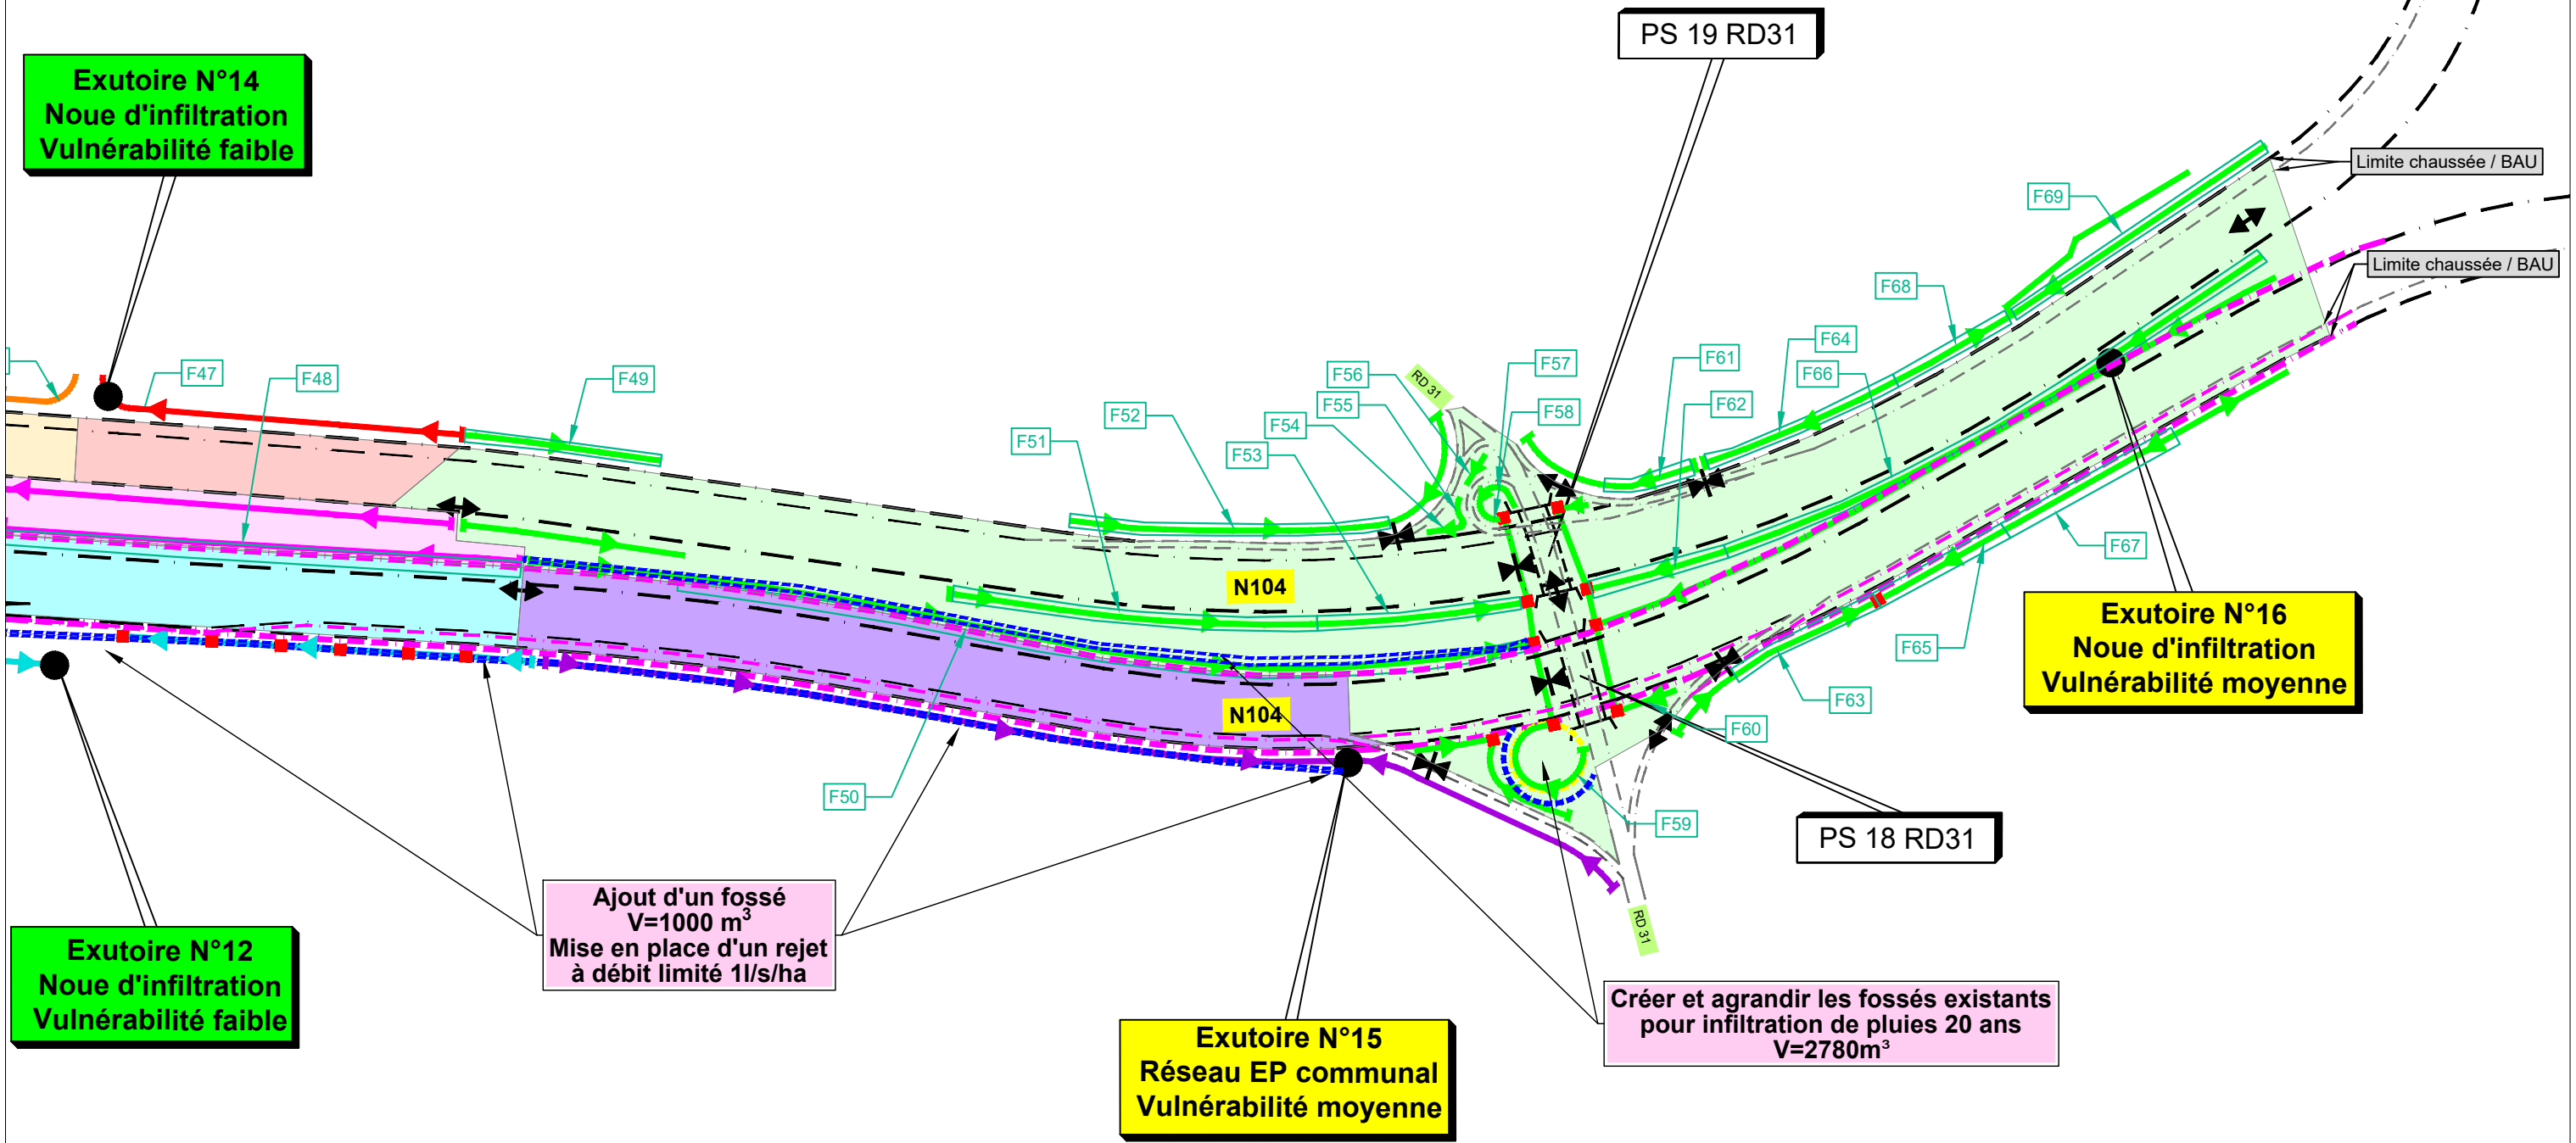 PS 19 RD31
Exutoire N°14
Noue d'infiltration
Vulnérabilité faible
Limite chaussée / BAU
F69
Limite chaussée / BAU
F68
F64
F61
F66
F57
F56
RD 31
F47
F48
F49
F55
F58
F62
F52
F54
F51
F53
F67
N104
Exutoire N°16
Noue d'infiltration
Vulnérabilité moyenne
F65
F63
N104
F60
F50
F59
PS 18 RD31
RD 31
Ajout d'un fossé
V=1000 m³
Mise en place d'un rejet
à débit limité 1l/s/ha
Exutoire N°12
Noue d'infiltration
Vulnérabilité faible
Créer et agrandir les fossés existants
pour infiltration de pluies 20 ans
V=2780m³
Exutoire N°15
Réseau EP communal
Vulnérabilité moyenne